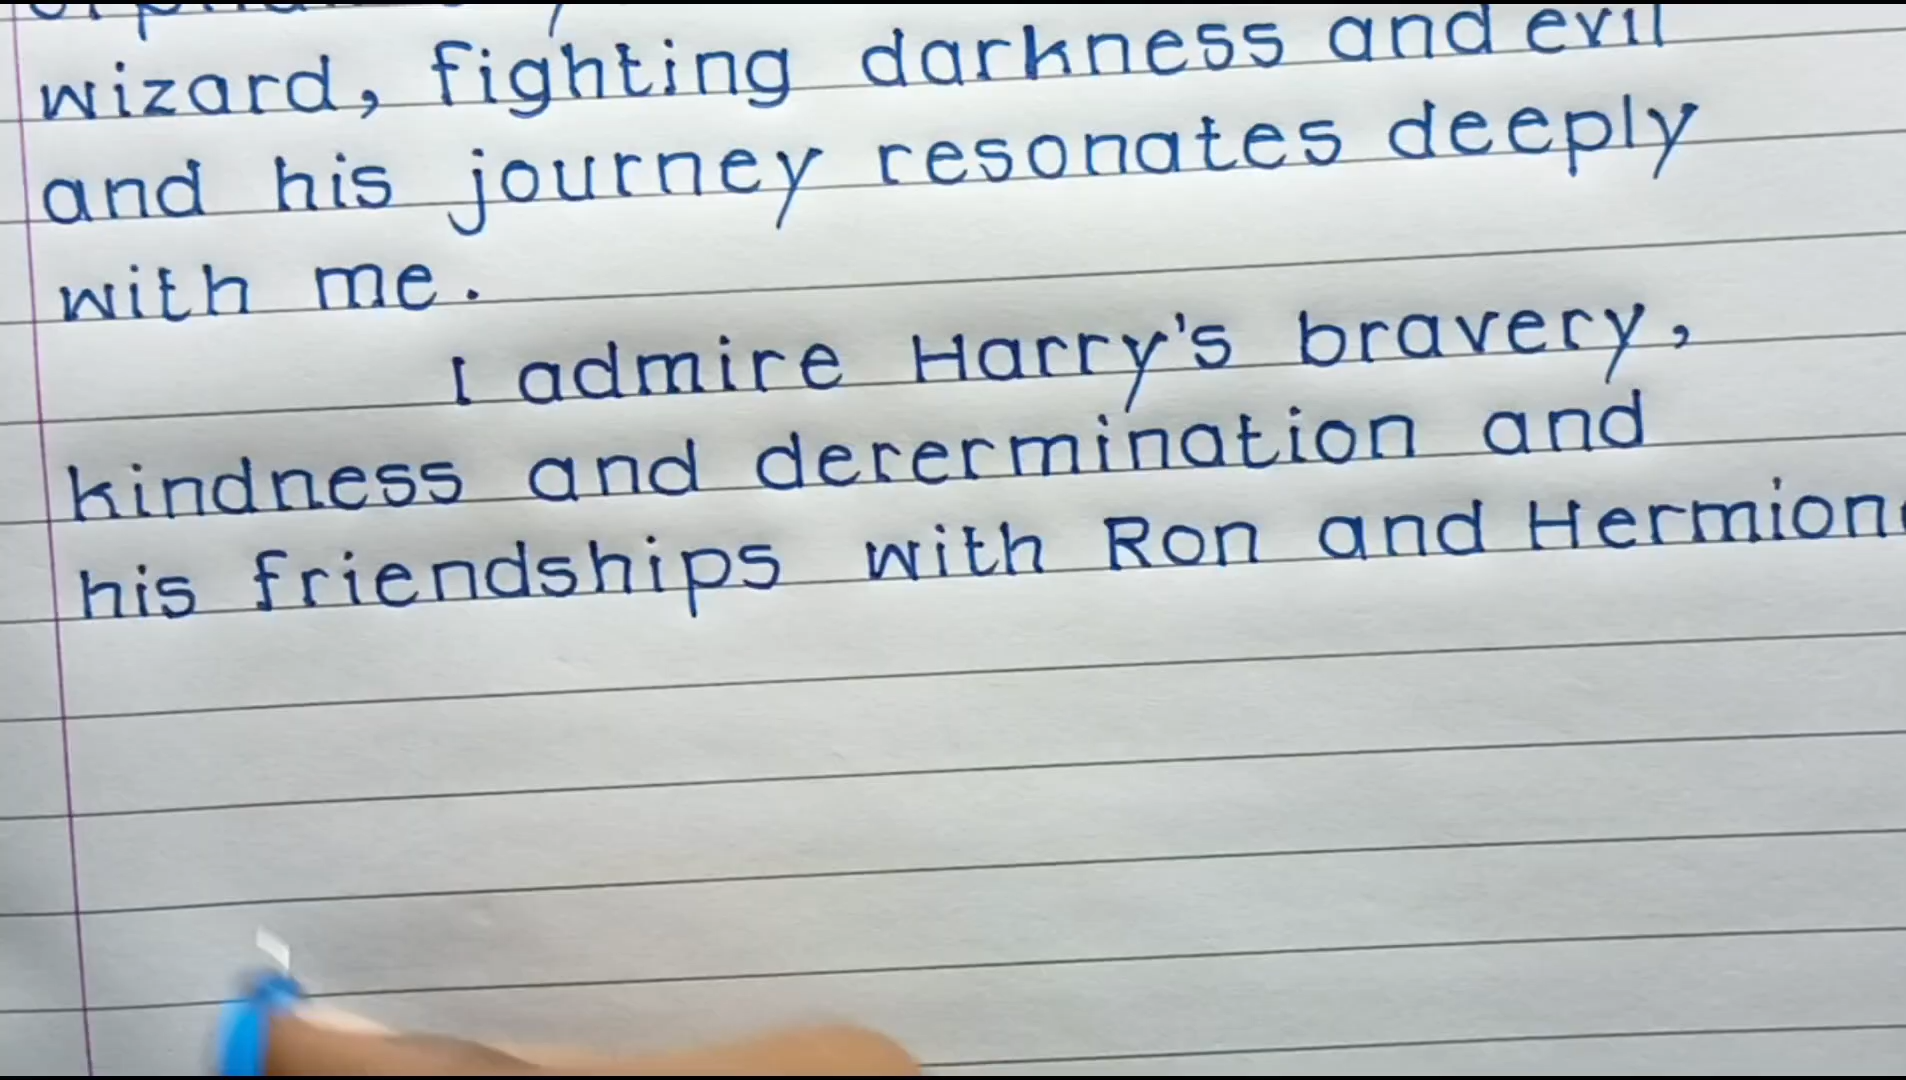 wizard, fighting darkness and evil
and his journey resonates deeply
with me.
I admire Harry's bravery,
kindness and derermination and
his friendships with Ron and Hermion